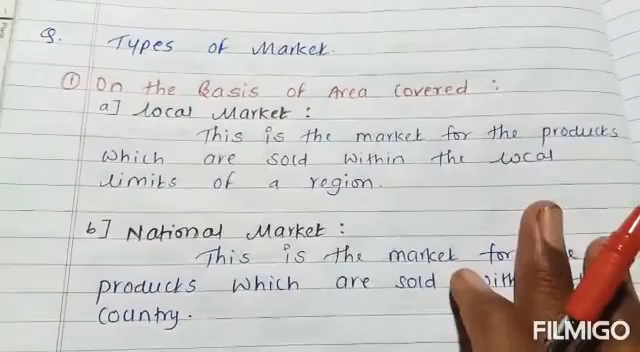 Q. Types of Market.
① On the Basis of Area Covered :
a] Local Market :
This is the market for the products
which are sold within the local
limits of a region.
b] National Market :
This is the market for
products which are sold
country.
FILMIGO